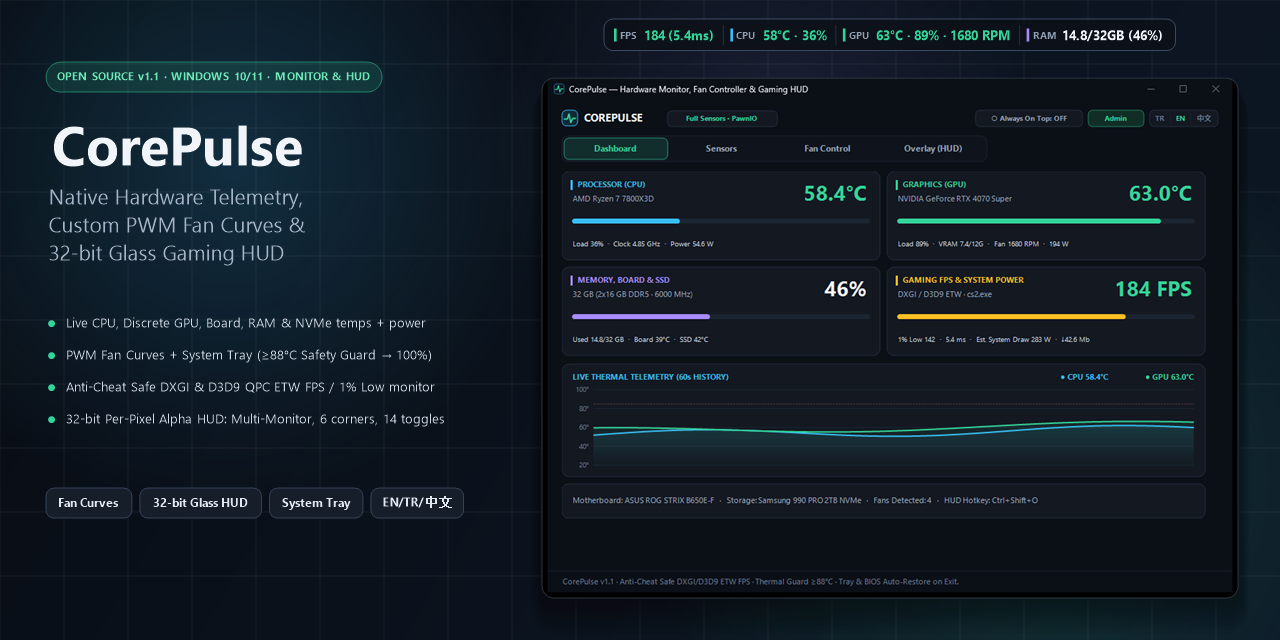 FPS 184 (5.4ms) CPU 58°C · 36% GPU 63°C · 89% · 1680 RPM RAM 14.8/32GB (46%)
OPEN SOURCE v1.1 · WINDOWS 10/11 · MONITOR & HUD
CorePulse
Native Hardware Telemetry,
Custom PWM Fan Curves &
32-bit Glass Gaming HUD
Live CPU, Discrete GPU, Board, RAM & NVMe temps + power
PWM Fan Curves + System Tray (≥88°C Safety Guard → 100%)
Anti-Cheat Safe DXGI & D3D9 QPC ETW FPS / 1% Low monitor
32-bit Per-Pixel Alpha HUD: Multi-Monitor, 6 corners, 14 toggles
Fan Curves 32-bit Glass HUD System Tray EN/TR/中文
CorePulse — Hardware Monitor, Fan Controller & Gaming HUD
COREPULSE Full Sensors · PawnIO Always On Top: OFF Admin TR EN 中文
Dashboard Sensors Fan Control Overlay (HUD)
PROCESSOR (CPU)
AMD Ryzen 7 7800X3D
58.4°C
Load 36% · Clock 4.85 GHz · Power 54.6 W
GRAPHICS (GPU)
NVIDIA GeForce RTX 4070 Super
63.0°C
Load 89% · VRAM 7.4/12G · Fan 1680 RPM · 194 W
MEMORY, BOARD & SSD
32 GB (2x16 GB DDR5 · 6000 MHz)
46%
Used 14.8/32 GB · Board 39°C · SSD 42°C
GAMING FPS & SYSTEM POWER
DXGI / D3D9 ETW · cs2.exe
184 FPS
1% Low 142 · 5.4 ms · Est. System Draw 283 W · ↓42.6 Mb
LIVE THERMAL TELEMETRY (60s HISTORY) ● CPU 58.4°C ● GPU 63.0°C
100°
80°
60°
40°
20°
Motherboard: ASUS ROG STRIX B650E-F · Storage: Samsung 990 PRO 2TB NVMe · Fans Detected: 4 · HUD Hotkey: Ctrl+Shift+O
CorePulse v1.1 · Anti-Cheat Safe DXGI/D3D9 ETW FPS · Thermal Guard ≥88°C · Tray & BIOS Auto-Restore on Exit.